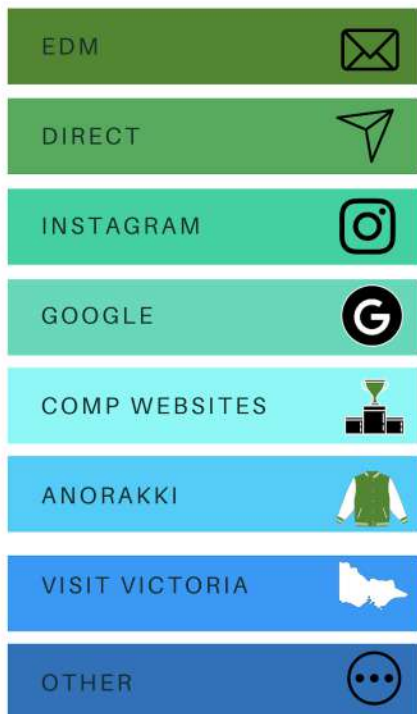 EDM
DIRECT
INSTAGRAM
GOOGLE
G
COMP WEBSITES
ANORAKKI
VISIT VICTORIA
OTHER